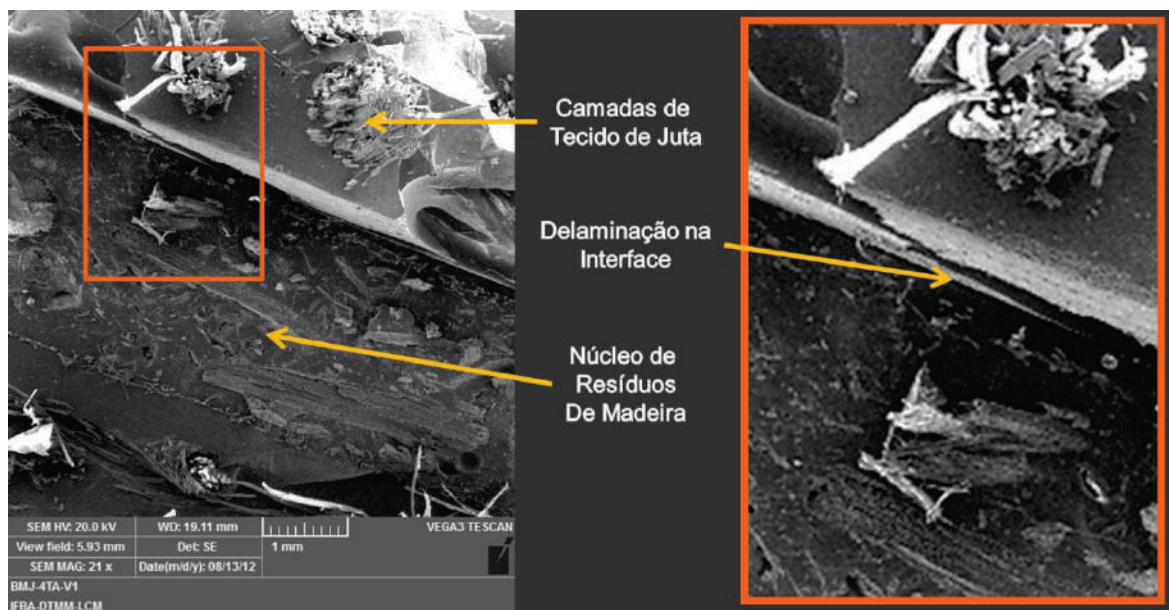 Camadas de
Tecido de Juta
Delaminação na
Interface
Núcleo de
Resíduos
De Madeira
SEM HV: 20.0 kV
WD: 19.11 mm
VEGA3 TESCAN
View field: 5.93 mm
Det: SE
1 mm
SEM MAG: 21 x
Date(m/d/y): 08/13/12
BMJ-4TA-V1
IFBA-DTMM-LCM